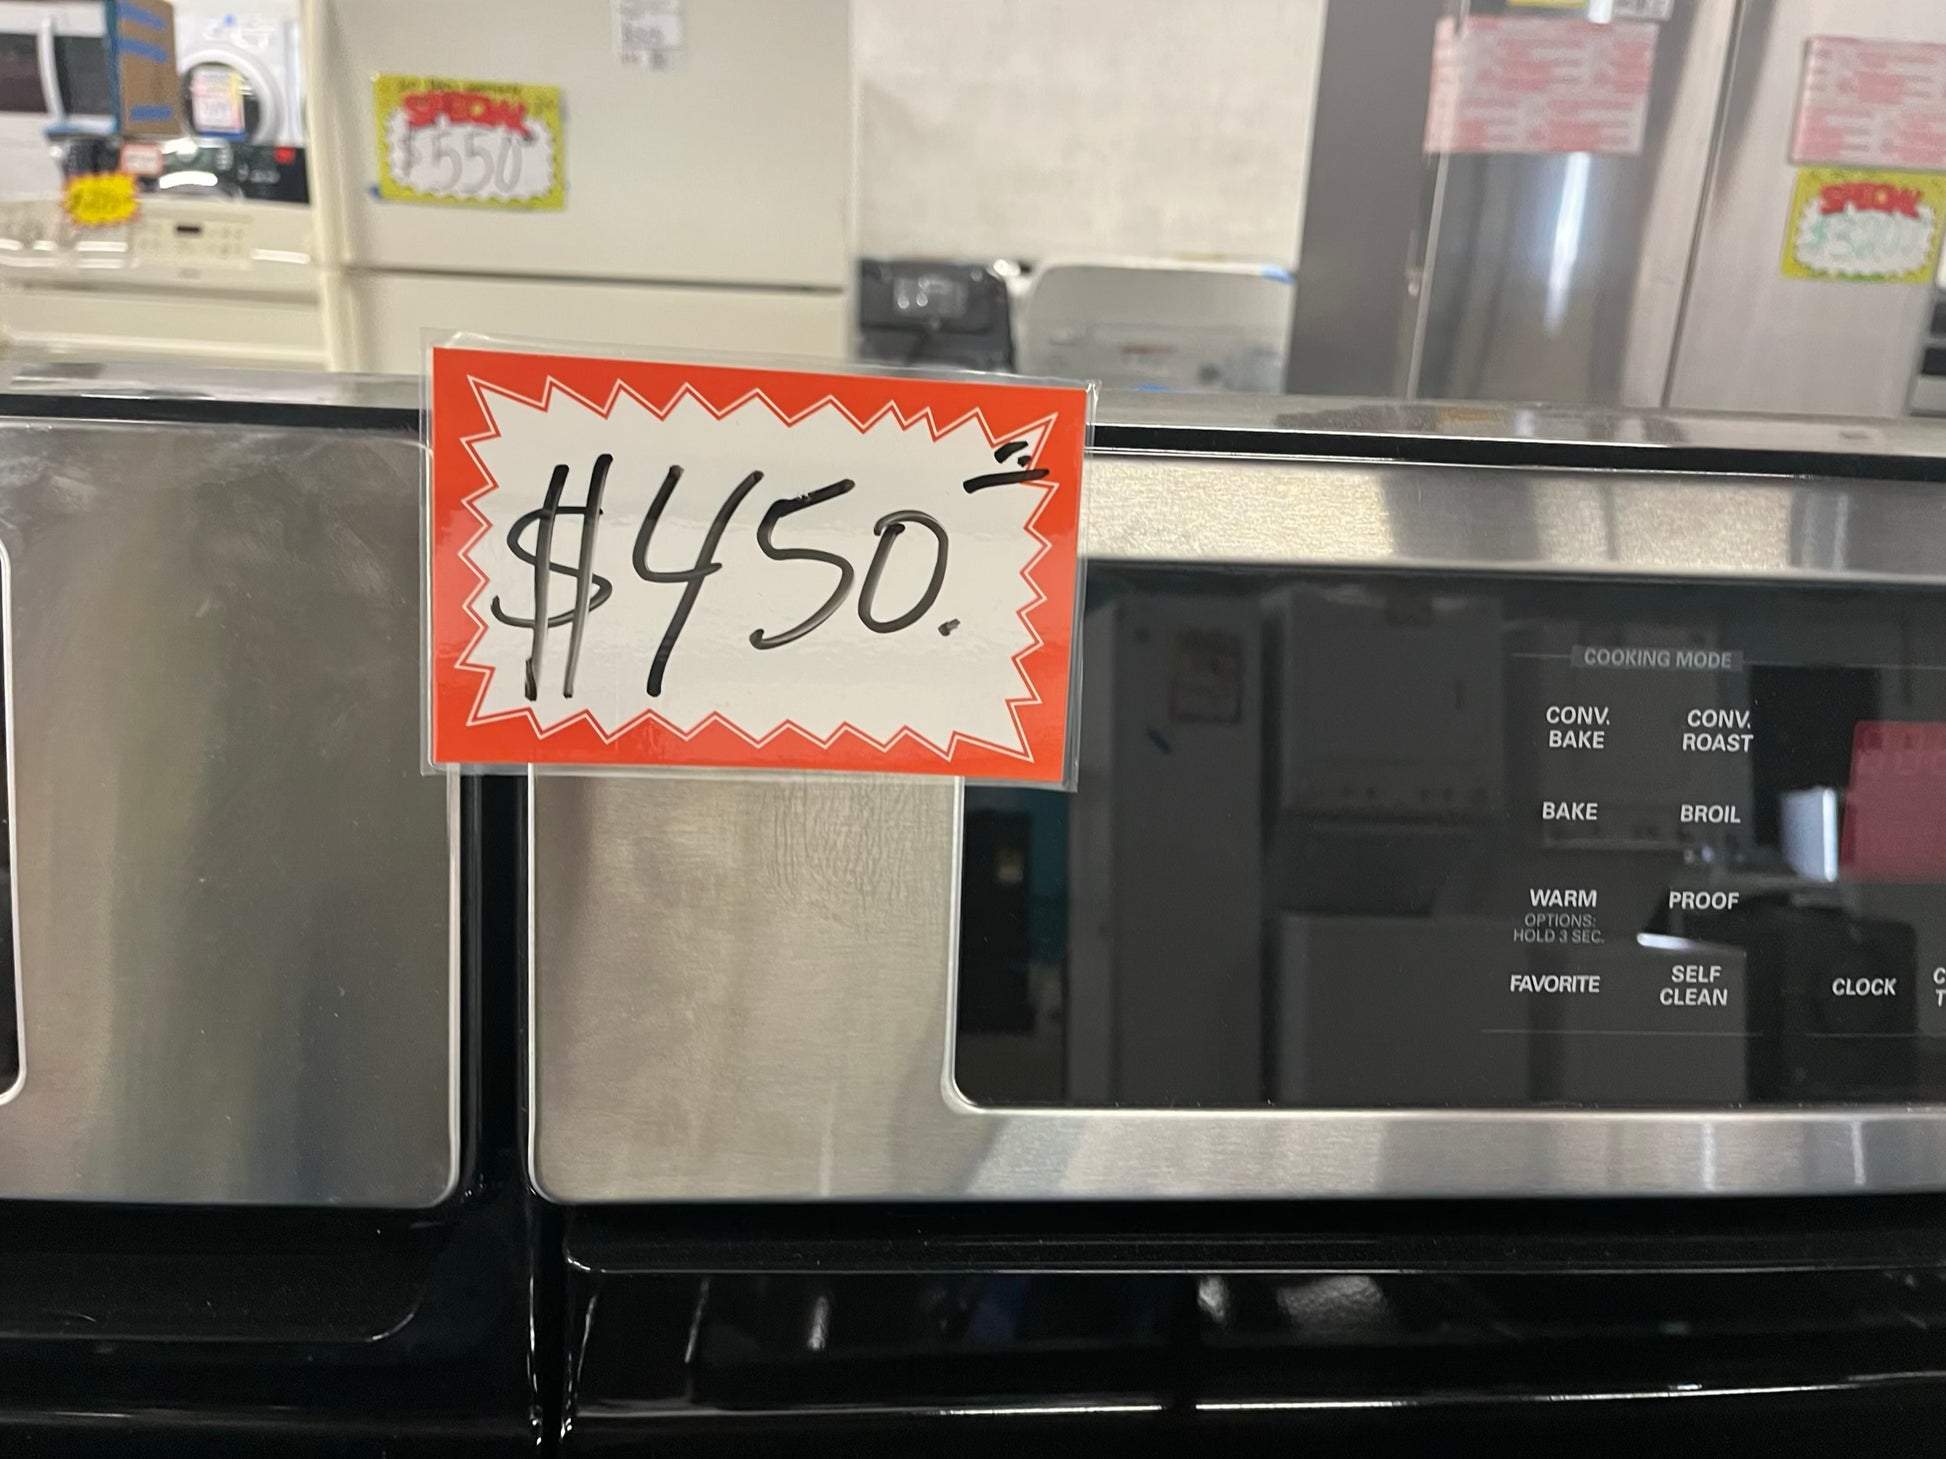 SPECIAL
$550
SPECIAL
$450.
COOKING MODE
CONV. BAKE
CONV. ROAST
BAKE
BROIL
WARM
OPTIONS:
HOLD 3 SEC.
PROOF
FAVORITE
SELF CLEAN
CLOCK